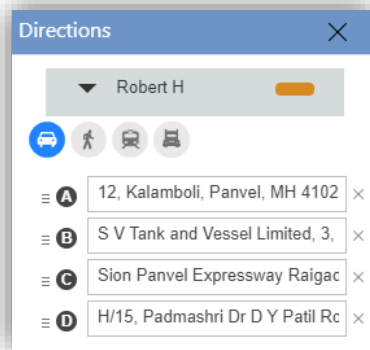 Directions
Robert H
A 12, Kalamboli, Panvel, MH 4102
B S V Tank and Vessel Limited, 3,
C Sion Panvel Expressway Raigad
D H/15, Padmashri Dr D Y Patil Rc